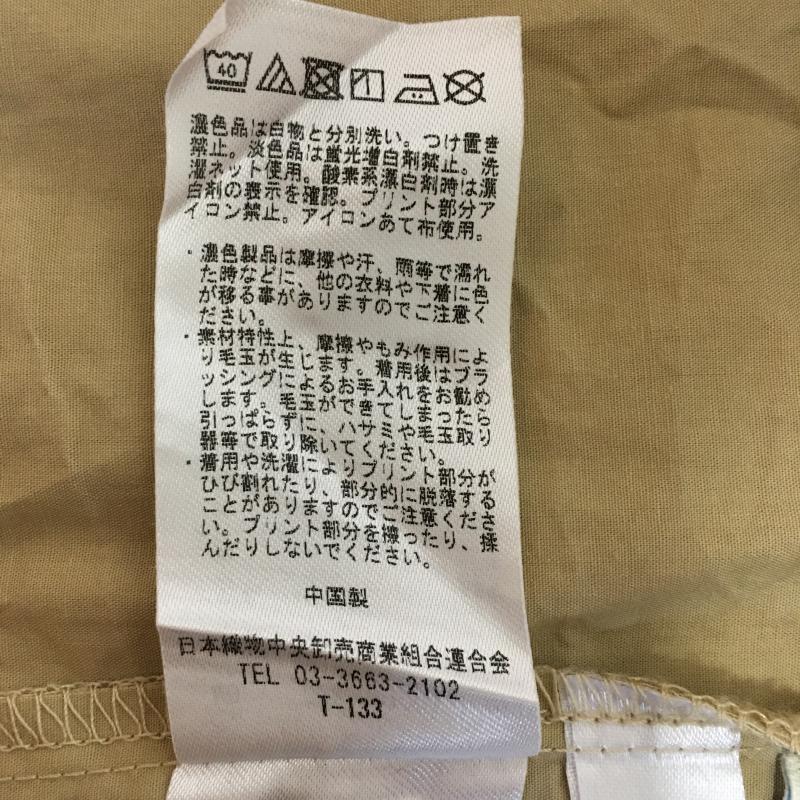 40
濃色品は白物と分別洗い。つけ置き
禁止。淡色品は蛍光増白剤禁止。洗
濯ネット使用。酸素系漂白剤時は漂
白剤の表示を確認。プリント部分ア
イロン禁止。アイロンあて布使用。
・濃色製品は摩擦や汗、雨等で濡れ
た時などに、他の衣料や下着に色
が移る事がありますのでご注意く
ださい。
・素材特性上、摩擦やもみ作用によ
り毛玉が生じます。着用後はブラ
ッシングによるお手入れをお勧め
します。毛玉ができてしまったら
引っぱらずに、ハサミや毛玉取り
器等で取り除いてください。
・着用や洗濯によりプリント部分が
ひび割れたり、部分的に脱落する
ことがありますのでご注意くださ
い。プリント部分を擦ったり、揉
んだりしないでください。
中国製
日本織物中央卸売商業組合連合会
TEL 03-3663-2102
T-133